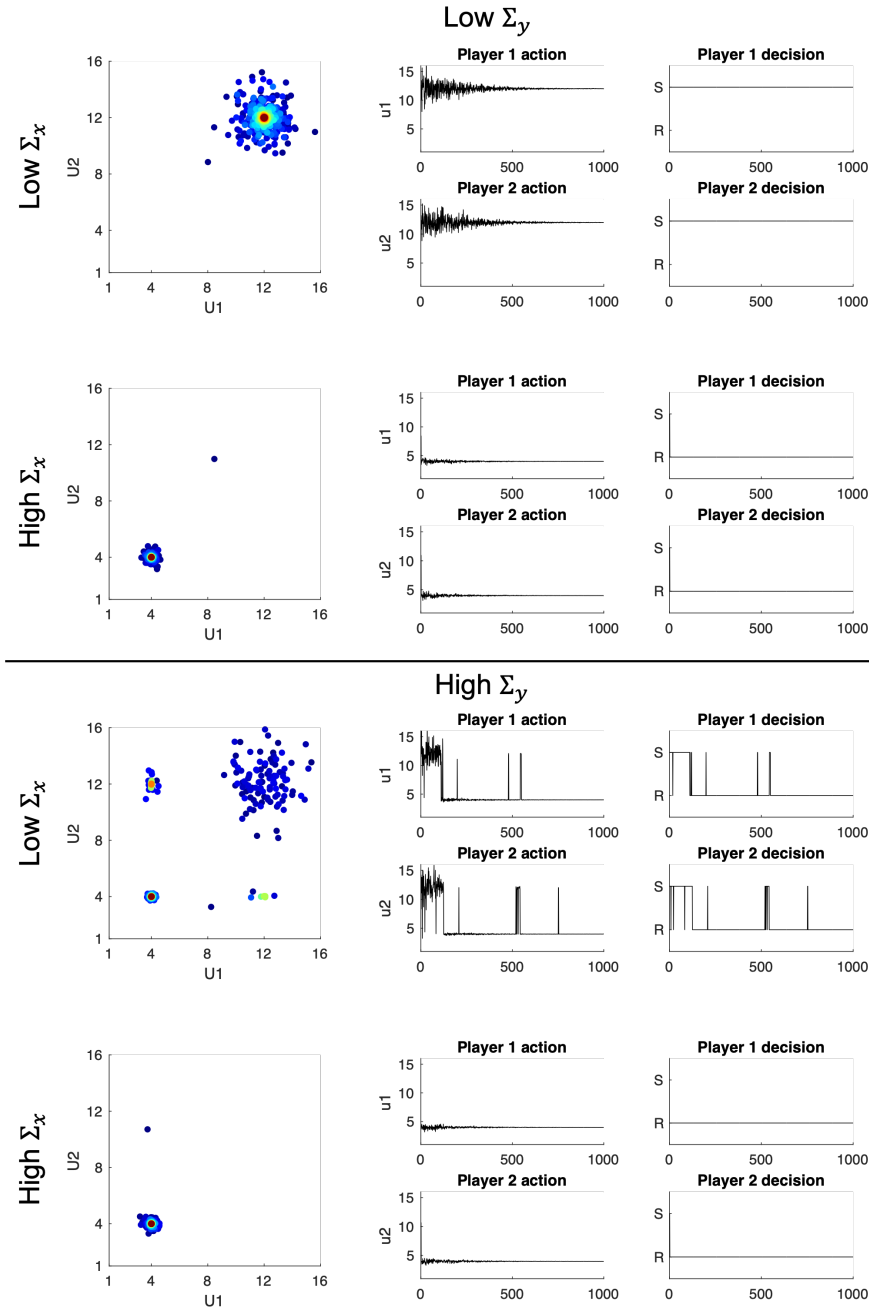 Low Σy
Low Σx
16
12
8
4
1
U2
1 4 8 12 16
U1
Player 1 action
15
10
5
u1
0 500 1000
Player 1 decision
S
R
0 500 1000
Player 2 action
15
10
5
u2
0 500 1000
Player 2 decision
S
R
0 500 1000
High Σx
16
12
8
4
1
U2
1 4 8 12 16
U1
Player 1 action
15
10
5
u1
0 500 1000
Player 1 decision
S
R
0 500 1000
Player 2 action
15
10
5
u2
0 500 1000
Player 2 decision
S
R
0 500 1000
High Σy
Low Σx
16
12
8
4
1
U2
1 4 8 12 16
U1
Player 1 action
15
10
5
u1
0 500 1000
Player 1 decision
S
R
0 500 1000
Player 2 action
15
10
5
u2
0 500 1000
Player 2 decision
S
R
0 500 1000
High Σx
16
12
8
4
1
U2
1 4 8 12 16
U1
Player 1 action
15
10
5
u1
0 500 1000
Player 1 decision
S
R
0 500 1000
Player 2 action
15
10
5
u2
0 500 1000
Player 2 decision
S
R
0 500 1000